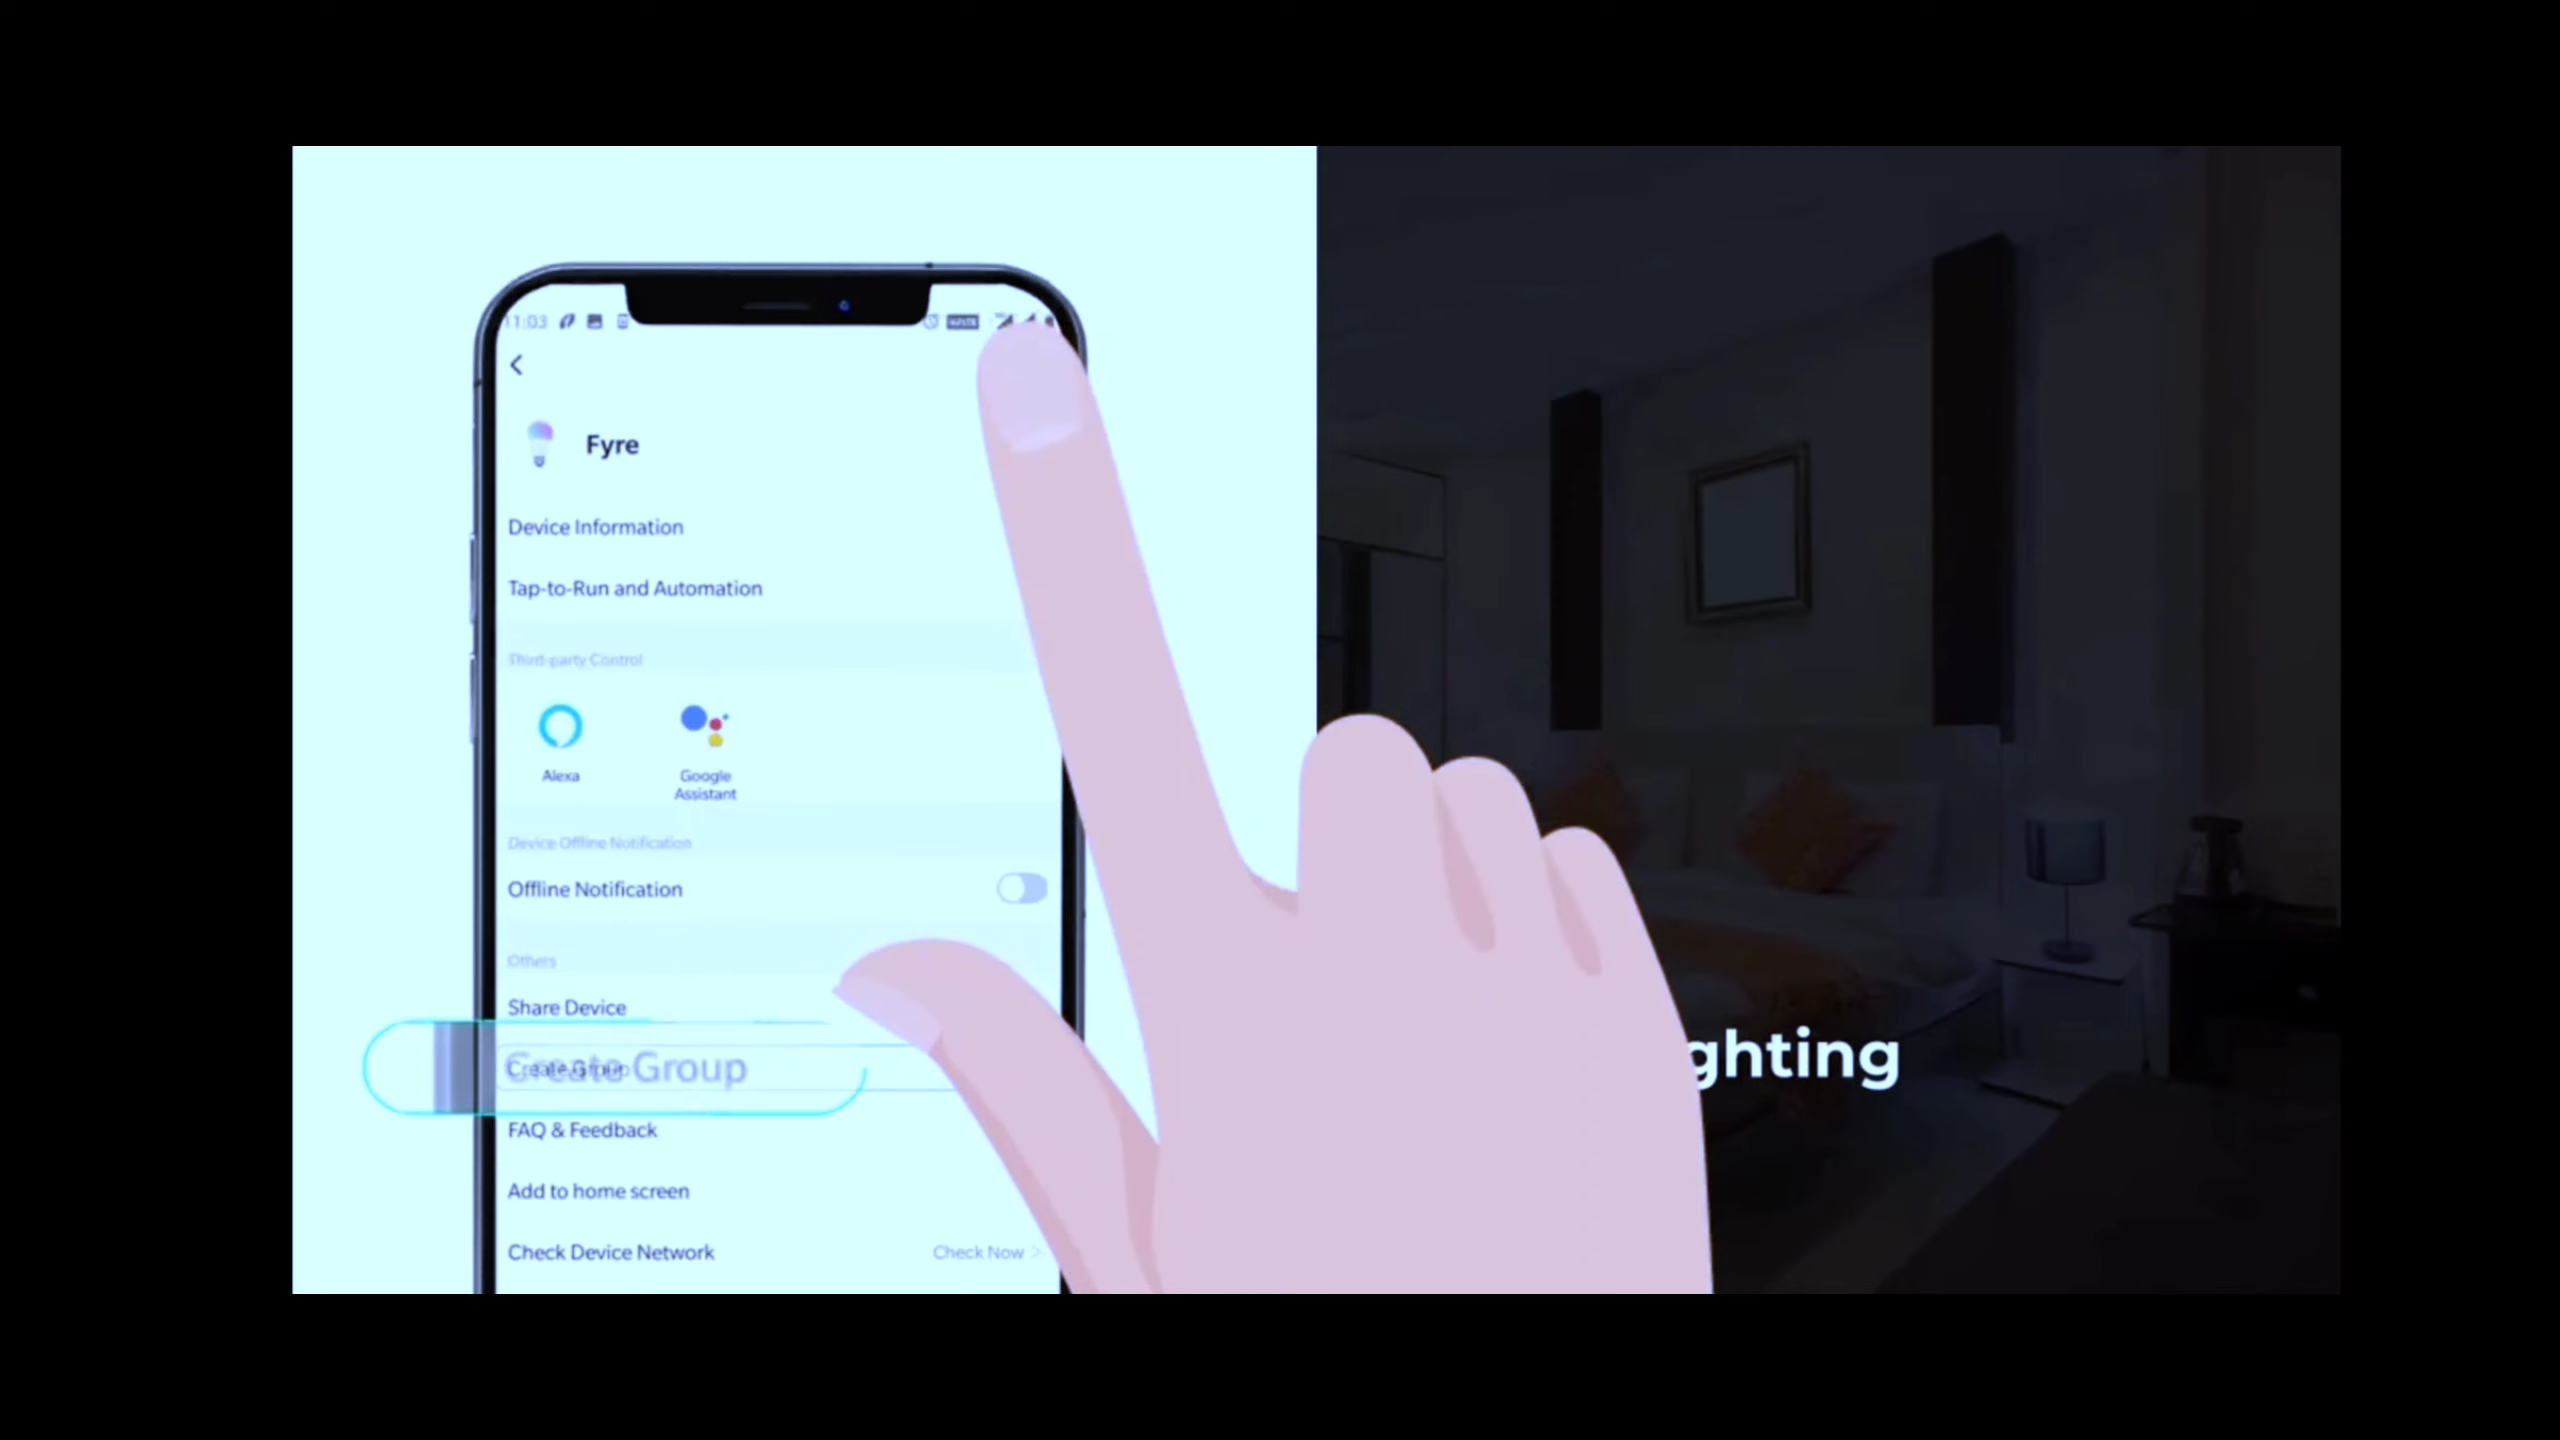 11:03
Fyre
Device Information
Tap-to-Run and Automation
Third-party Control
Alexa
Google
Assistant
Device Offline Notification
Offline Notification
Others
Share Device
Create Group
Create Group
ghting
FAQ & Feedback
Add to home screen
Check Device Network
Check Now >